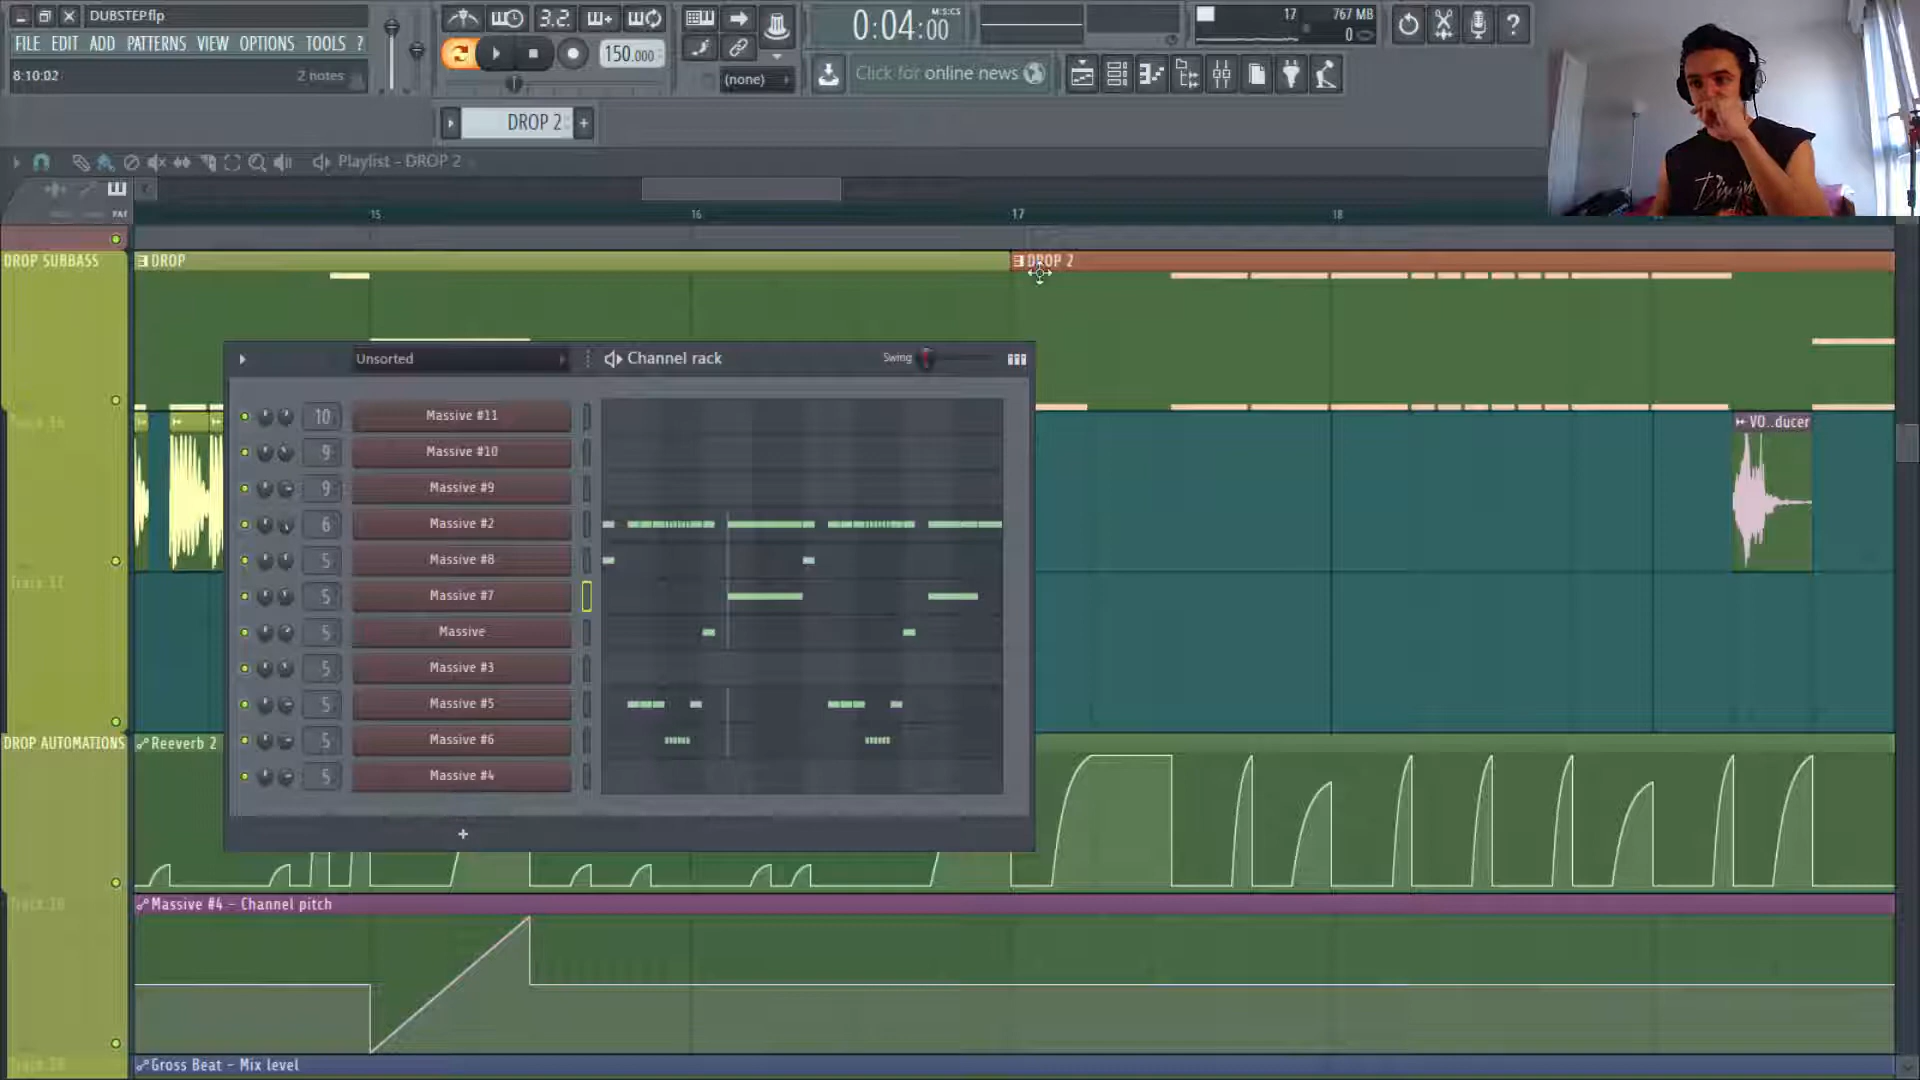 DUBSTEP.flp
FILE EDIT ADD PATTERNS VIEW OPTIONS TOOLS ?
8:10:02 2 notes
3.2.
150.000
(none)
0:04:00 M:S:CS
17 767 MB
0
Click for online news
DROP 2
Playlist - DROP 2
15 16 17 18
DROP SUBBASS
DROP
DROP 2
VO..ducer
Unsorted
Channel rack
Swing
10 Massive #11
9 Massive #10
9 Massive #9
6 Massive #2
5 Massive #8
5 Massive #7
5 Massive
5 Massive #3
5 Massive #5
5 Massive #6
5 Massive #4
+
DROP AUTOMATIONS
Reeverb 2
Massive #4 - Channel pitch
Gross Beat - Mix level